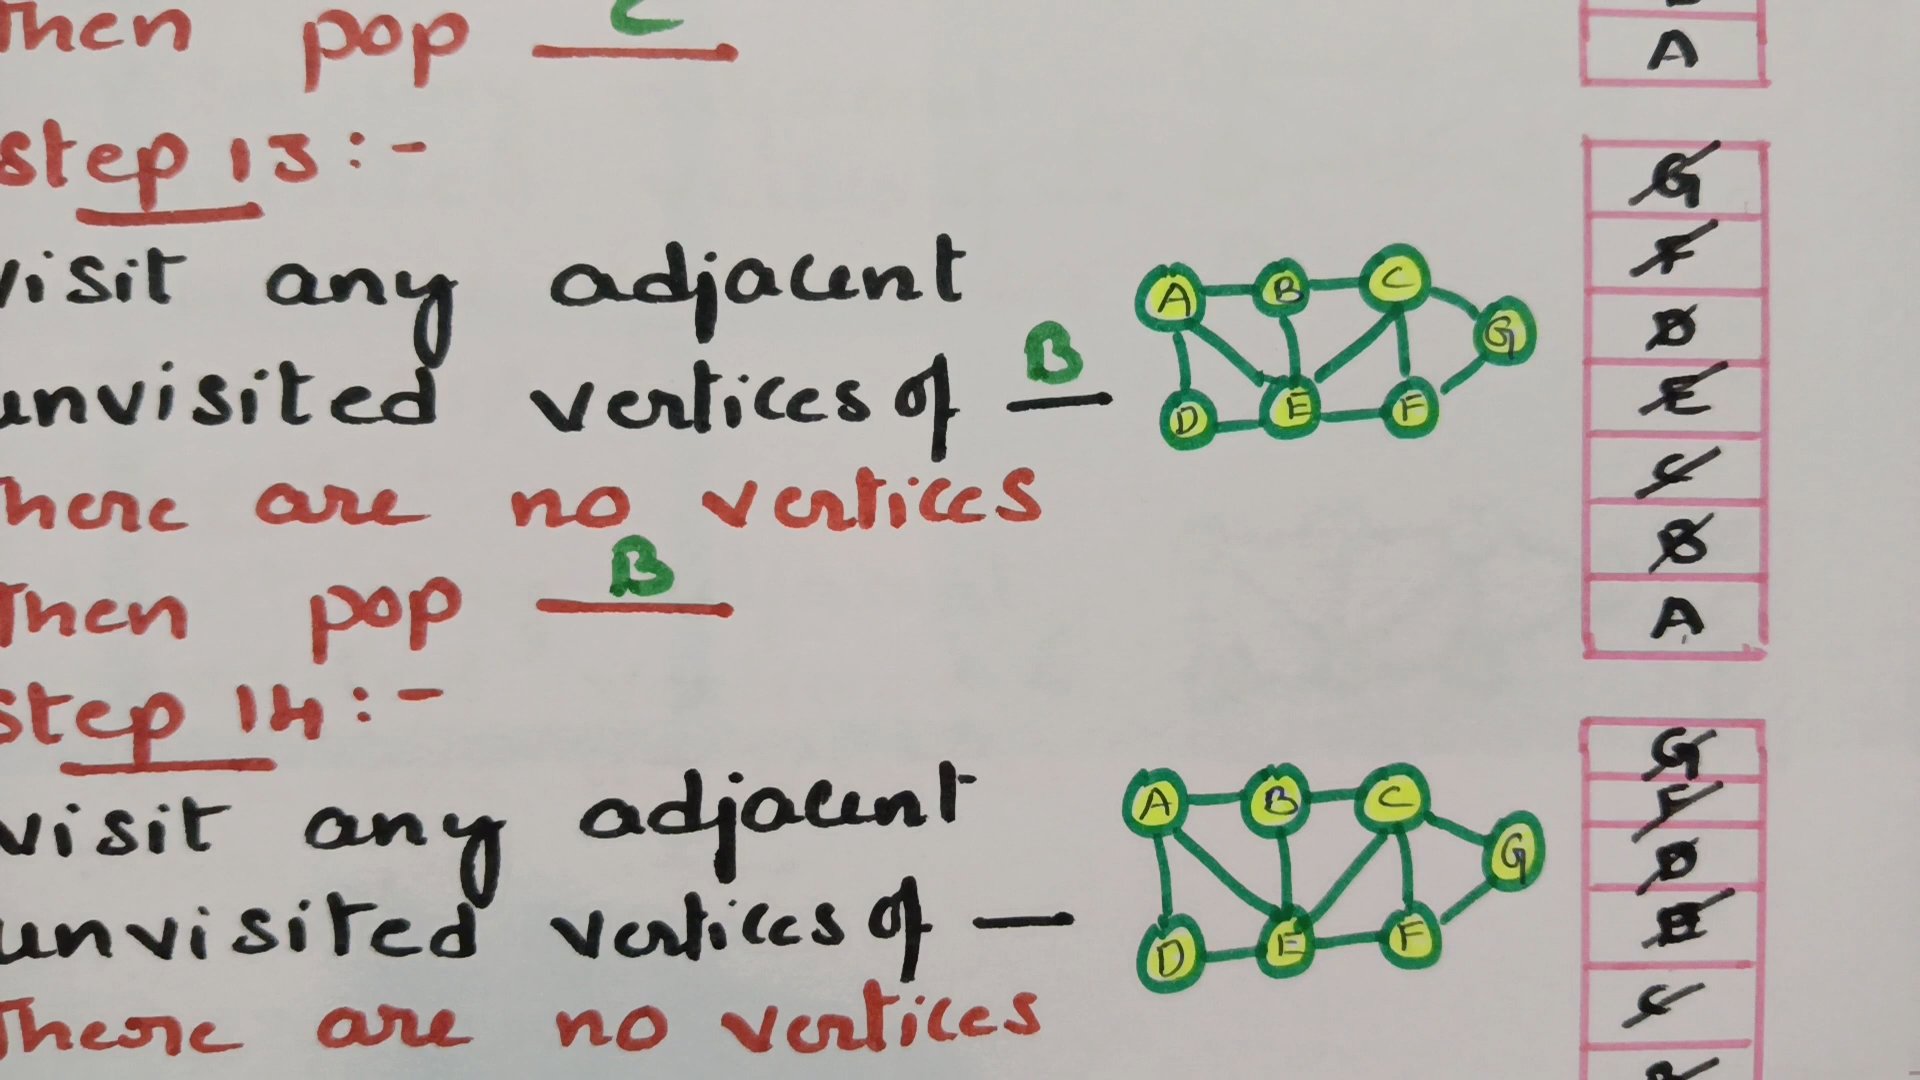 Then pop C
Step 13:-
visit any adjacent
unvisited vertices of B
There are no vertices
Then pop B
Step 14:-
visit any adjacent
unvisited vertices of
There are no vertices
A B C
G
D E F
A B C
G
D E F
A
G
F
D
E
C
B
A
G
F
D
E
C
B